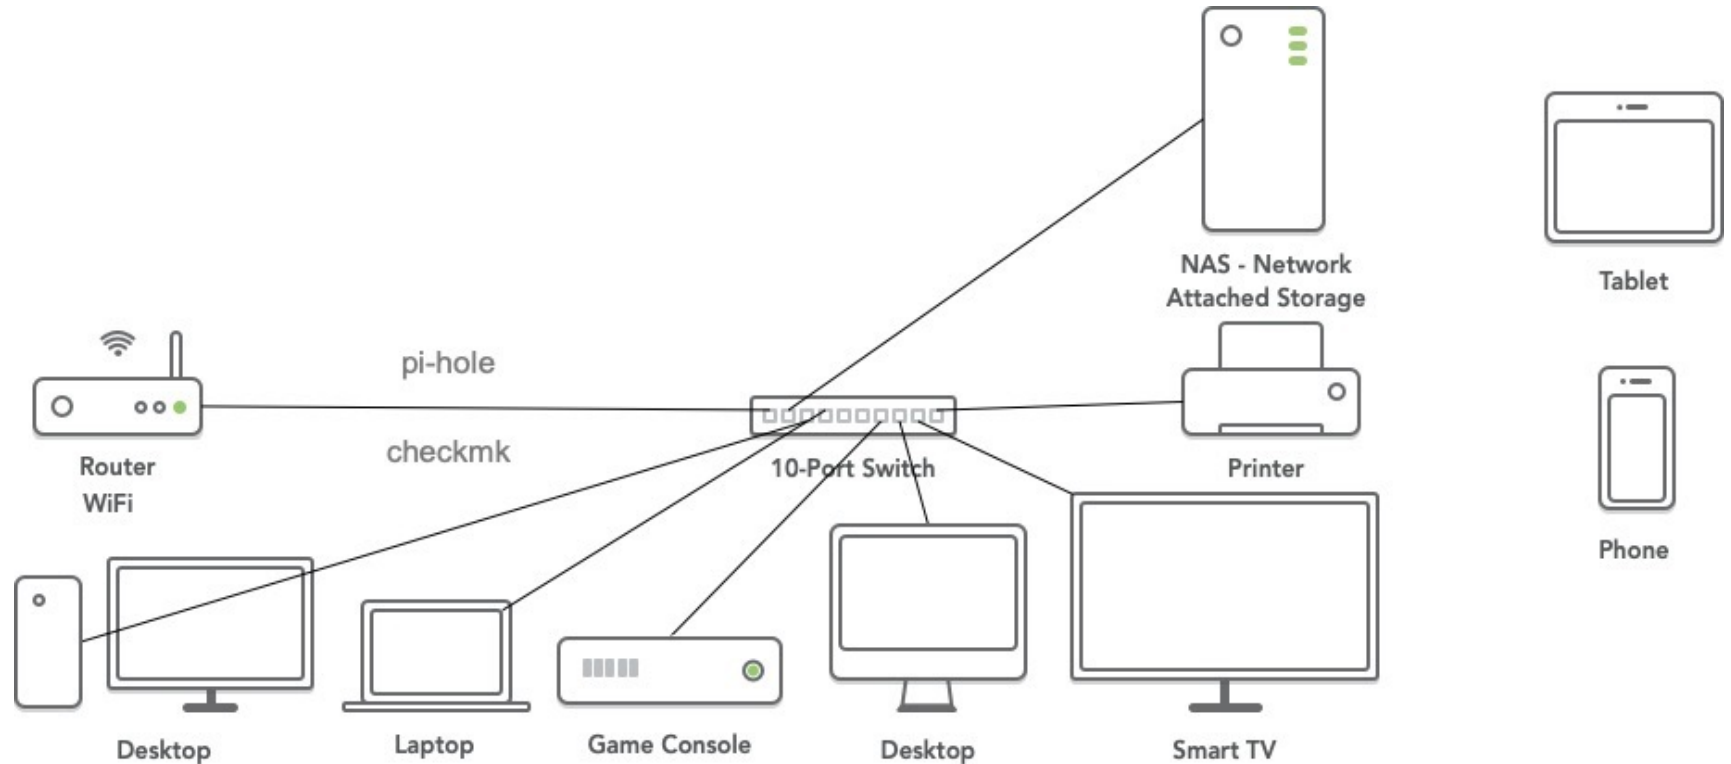 NAS - Network
Attached Storage
Tablet
pi-hole
checkmk
Router
WiFi
10-Port Switch
Printer
Phone
Desktop
Laptop
Game Console
Desktop
Smart TV